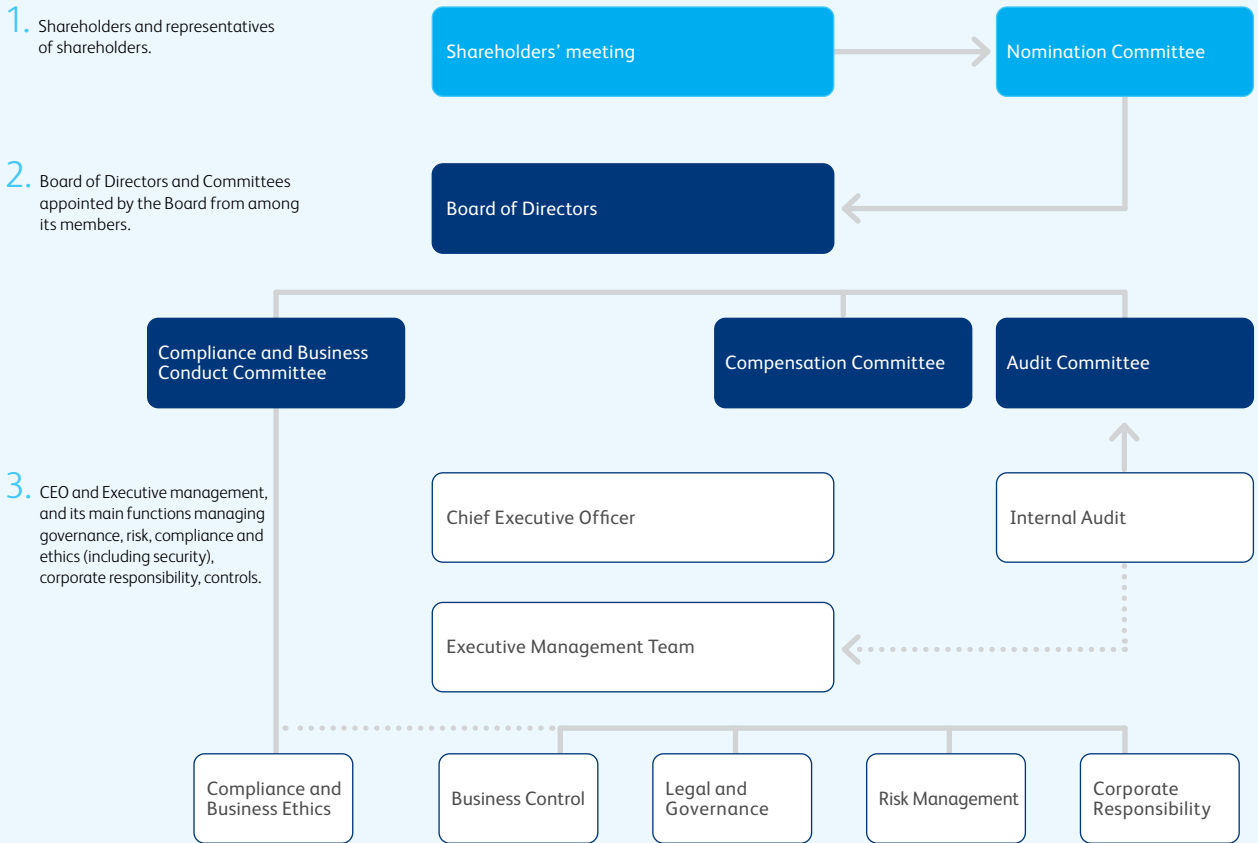 1. Shareholders and representatives
of shareholders.
Shareholders’ meeting
Nomination Committee
2. Board of Directors and Committees
appointed by the Board from among
its members.
Board of Directors
Compliance and Business
Conduct Committee
Compensation Committee
Audit Committee
3. CEO and Executive management,
and its main functions managing
governance, risk, compliance and
ethics (including security),
corporate responsibility, controls.
Chief Executive Officer
Internal Audit
Executive Management Team
Compliance and
Business Ethics
Business Control
Legal and
Governance
Risk Management
Corporate
Responsibility